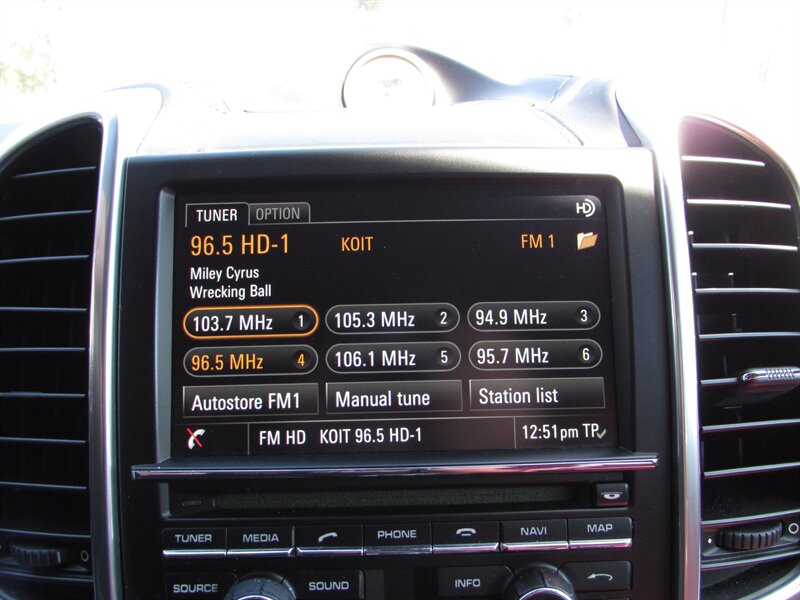 TUNER OPTION HD
96.5 HD-1 KOIT FM 1
Miley Cyrus
Wrecking Ball
103.7 MHz 1 105.3 MHz 2 94.9 MHz 3
96.5 MHz 4 106.1 MHz 5 95.7 MHz 6
Autostore FM1 Manual tune Station list
FM HD KOIT 96.5 HD-1 12:51pm TP
TUNER MEDIA PHONE NAVI MAP
SOURCE SOUND INFO